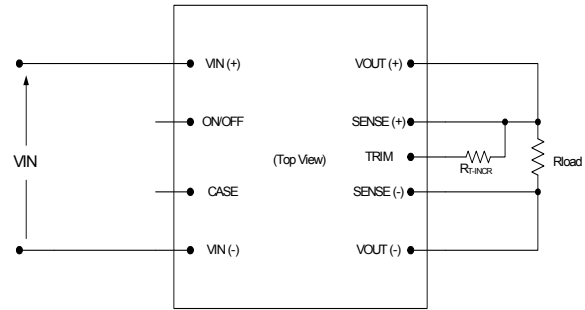 VIN (+) VOUT (+)
ON/OFF SENSE (+)
VIN (Top View) TRIM RT-INCR Rload
CASE SENSE (-)
VIN (-) VOUT (-)